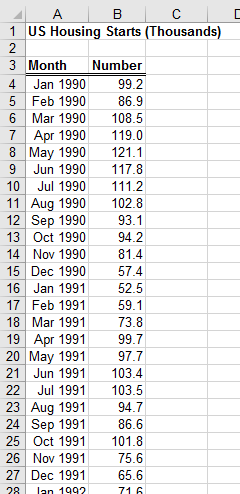 A B C D
1 US Housing Starts (Thousands)
2
3 Month Number
4 Jan 1990 99.2
5 Feb 1990 86.9
6 Mar 1990 108.5
7 Apr 1990 119.0
8 May 1990 121.1
9 Jun 1990 117.8
10 Jul 1990 111.2
11 Aug 1990 102.8
12 Sep 1990 93.1
13 Oct 1990 94.2
14 Nov 1990 81.4
15 Dec 1990 57.4
16 Jan 1991 52.5
17 Feb 1991 59.1
18 Mar 1991 73.8
19 Apr 1991 99.7
20 May 1991 97.7
21 Jun 1991 103.4
22 Jul 1991 103.5
23 Aug 1991 94.7
24 Sep 1991 86.6
25 Oct 1991 101.8
26 Nov 1991 75.6
27 Dec 1991 65.6
28 Jan 1992 71.6